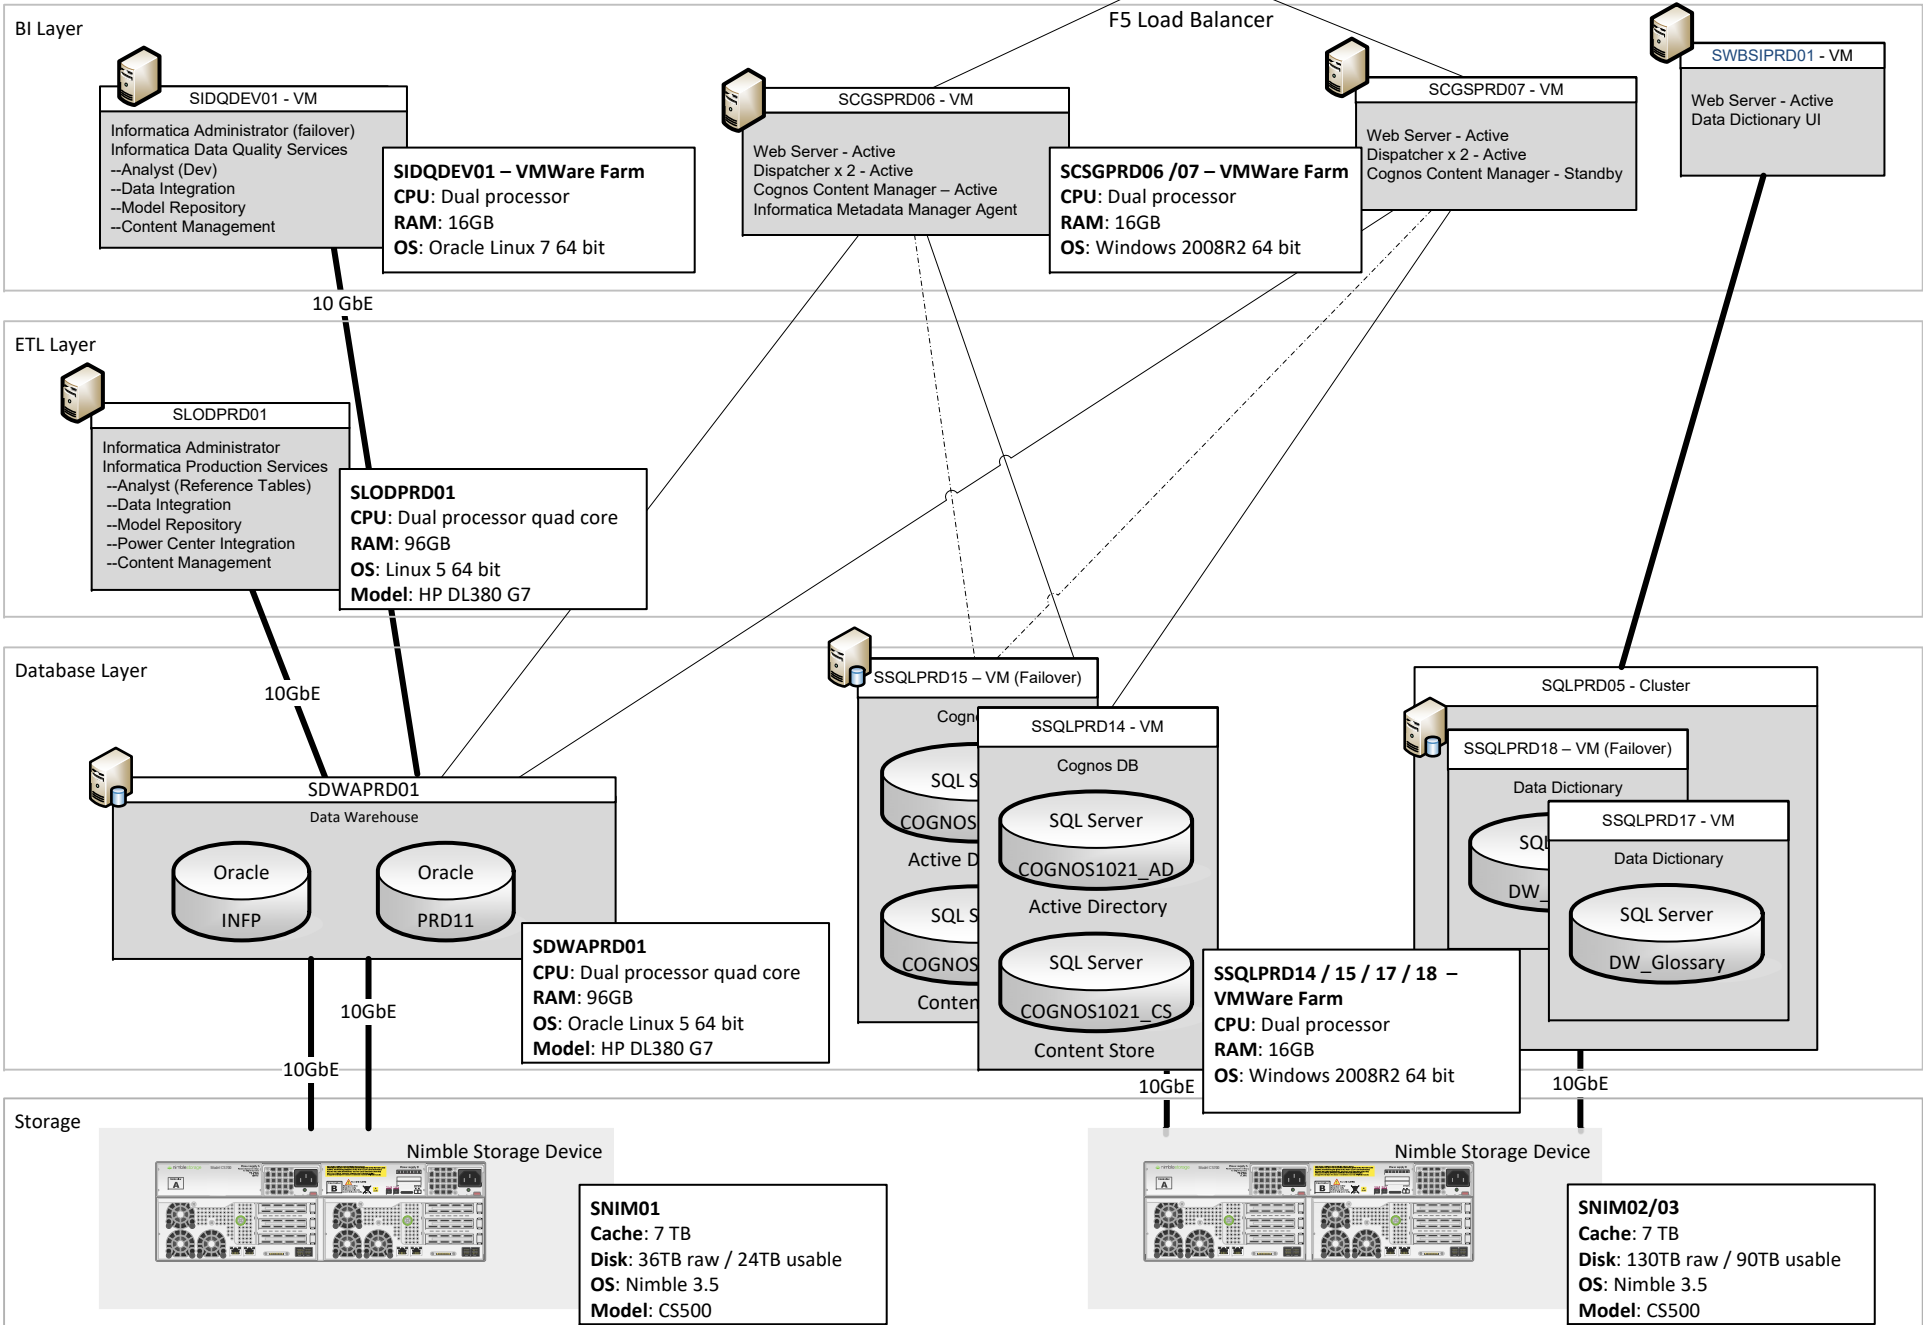 BI Layer
F5 Load Balancer
SIDQDEV01 - VM
Informatica Administrator (failover)
Informatica Data Quality Services
--Analyst (Dev)
--Data Integration
--Model Repository
--Content Management
SIDQDEV01 – VMWare Farm
CPU: Dual processor
RAM: 16GB
OS: Oracle Linux 7 64 bit
SCGSPRD06 - VM
Web Server - Active
Dispatcher x 2 - Active
Cognos Content Manager – Active
Informatica Metadata Manager Agent
SCSGPRD06 /07 – VMWare Farm
CPU: Dual processor
RAM: 16GB
OS: Windows 2008R2 64 bit
SCGSPRD07 - VM
Web Server - Active
Dispatcher x 2 - Active
Cognos Content Manager - Standby
SWBSIPRD01 - VM
Web Server - Active
Data Dictionary UI
10 GbE
ETL Layer
SLODPRD01
Informatica Administrator
Informatica Production Services
--Analyst (Reference Tables)
--Data Integration
--Model Repository
--Power Center Integration
--Content Management
SLODPRD01
CPU: Dual processor quad core
RAM: 96GB
OS: Linux 5 64 bit
Model: HP DL380 G7
Database Layer
10GbE
SDWAPRD01
Data Warehouse
Oracle
INFP
Oracle
PRD11
SDWAPRD01
CPU: Dual processor quad core
RAM: 96GB
OS: Oracle Linux 5 64 bit
Model: HP DL380 G7
10GbE
10GbE
SSQLPRD15 – VM (Failover)
Cogn
SQL S
COGNOS
Active D
SQL S
COGNOS
Conten
SSQLPRD14 - VM
Cognos DB
SQL Server
COGNOS1021_AD
Active Directory
SQL Server
COGNOS1021_CS
Content Store
SSQLPRD14 / 15 / 17 / 18 –
VMWare Farm
CPU: Dual processor
RAM: 16GB
OS: Windows 2008R2 64 bit
SQLPRD05 - Cluster
SSQLPRD18 – VM (Failover)
Data Dictionary
SQL
DW_
SSQLPRD17 - VM
Data Dictionary
SQL Server
DW_Glossary
10GbE
10GbE
Storage
Nimble Storage Device
A
B
SNIM01
Cache: 7 TB
Disk: 36TB raw / 24TB usable
OS: Nimble 3.5
Model: CS500
Nimble Storage Device
A
B
SNIM02/03
Cache: 7 TB
Disk: 130TB raw / 90TB usable
OS: Nimble 3.5
Model: CS500